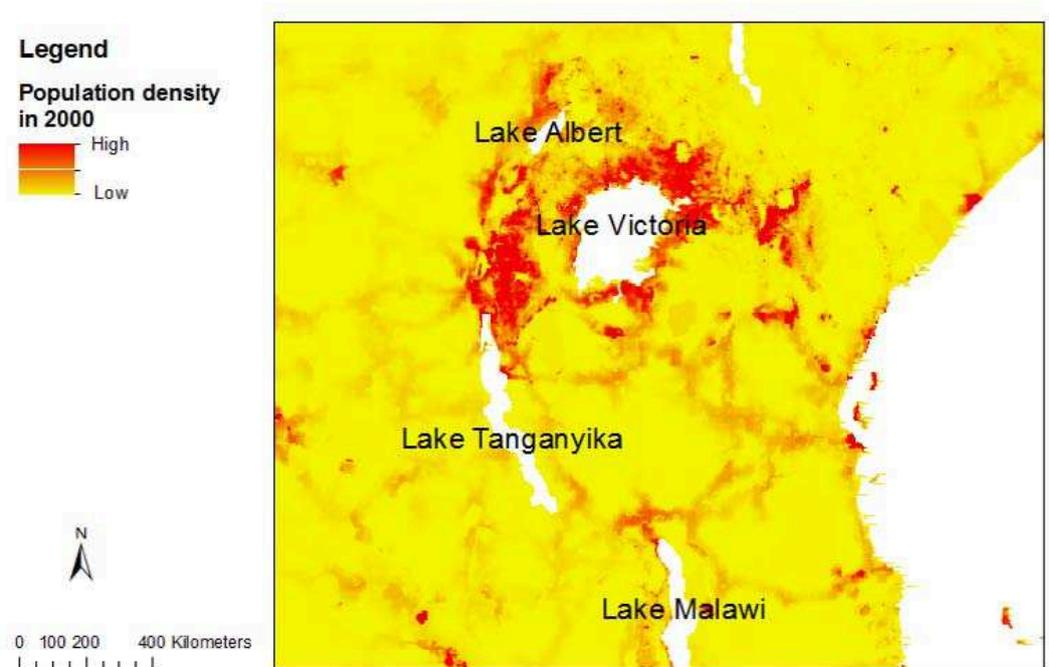 Legend
Population density
in 2000
High
Low
Lake Albert
Lake Victoria
Lake Tanganyika
Lake Malawi
N
0 100 200 400 Kilometers